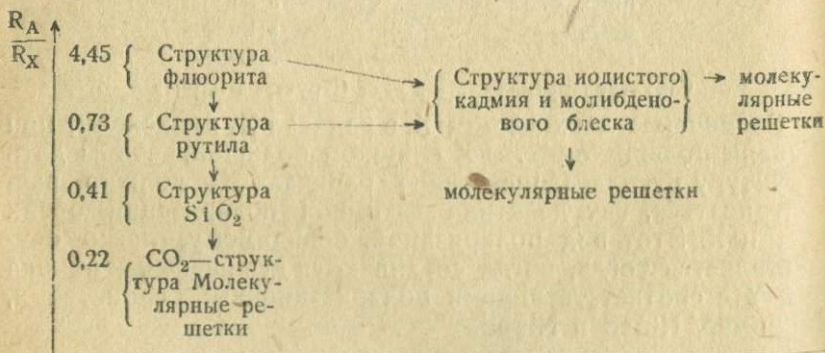 R_A
R_X
4,45 { Структура
флюорита
{ Структура иодистого
кадмия и молибдено-
вого блеска } → молеку-
лярные
решетки
0,73 { Структура
рутила
0,41 { Структура
SiO₂
молекулярные решетки
0,22 { CO₂—струк-
тура Молеку-
лярные ре-
шетки